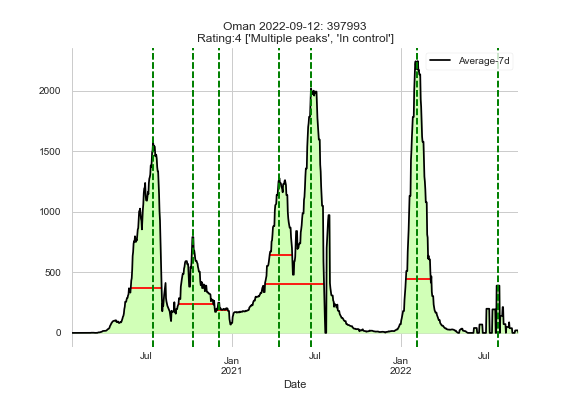 Oman 2022-09-12: 397993
Rating:4 ['Multiple peaks', 'In control']
Average-7d
2000
1500
1000
500
0
Jul
Jan
2021
Jul
Jan
2022
Jul
Date